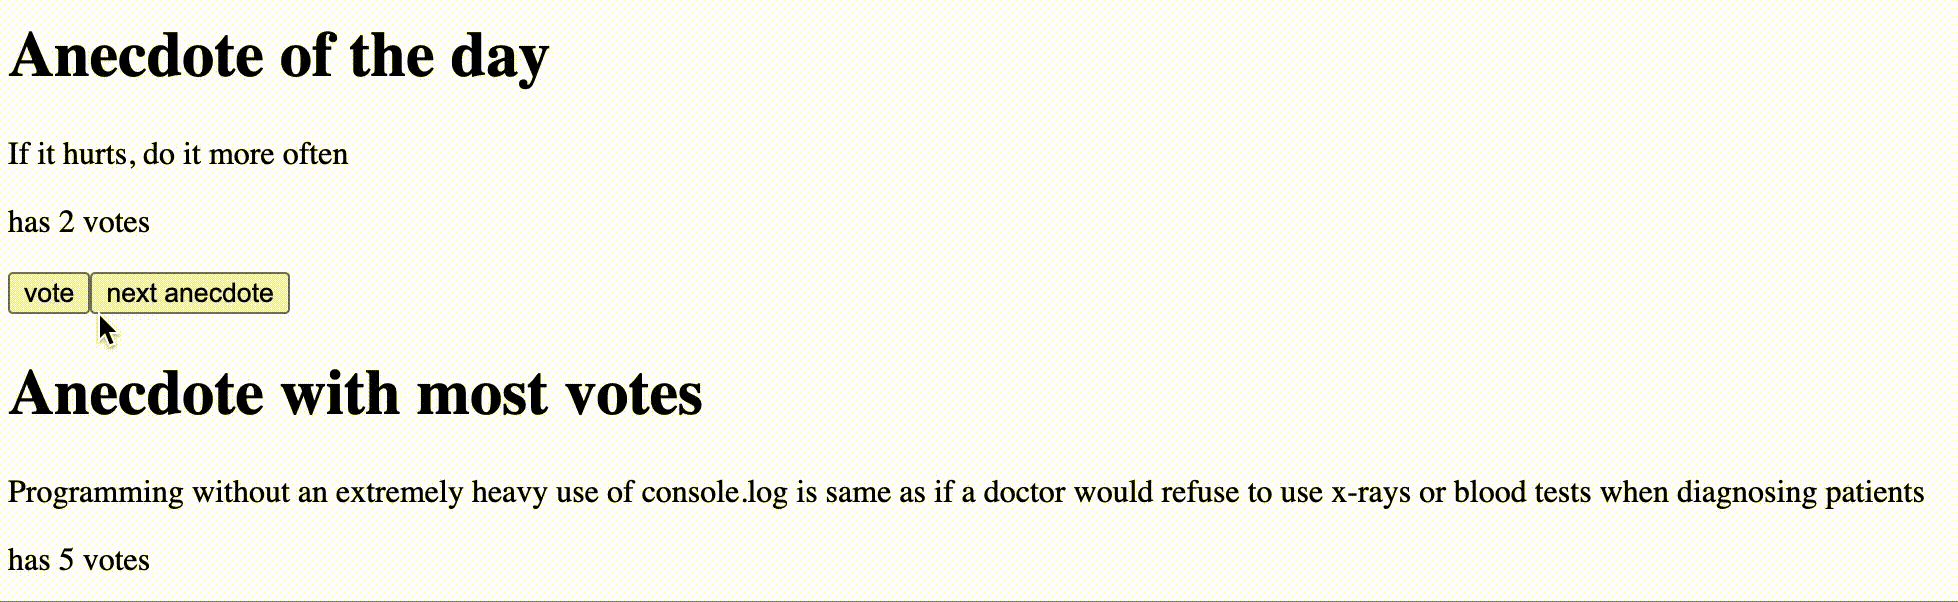 Anecdote of the day
If it hurts, do it more often
has 2 votes
vote next anecdote
Anecdote with most votes
Programming without an extremely heavy use of console.log is same as if a doctor would refuse to use x-rays or blood tests when diagnosing patients
has 5 votes